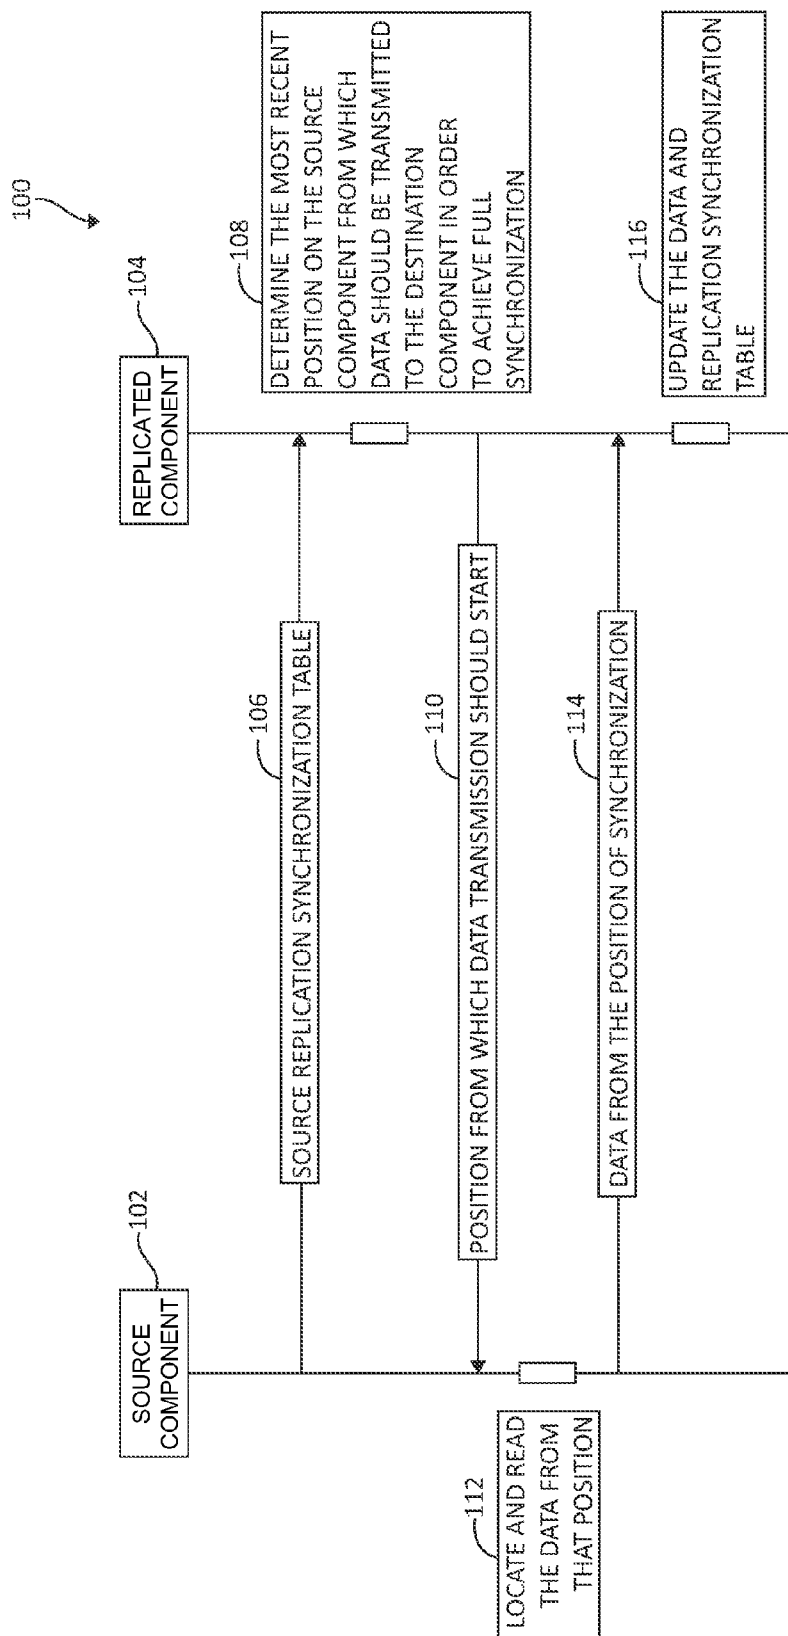 100
SOURCE
COMPONENT
102
REPLICATED
COMPONENT
104
106
SOURCE REPLICATION SYNCHRONIZATION TABLE
108
DETERMINE THE MOST RECENT
POSITION ON THE SOURCE
COMPONENT FROM WHICH
DATA SHOULD BE TRANSMITTED
TO THE DESTINATION
COMPONENT IN ORDER
TO ACHIEVE FULL
SYNCHRONIZATION
110
POSITION FROM WHICH DATA TRANSMISSION SHOULD START
112
LOCATE AND READ
THE DATA FROM
THAT POSITION
114
DATA FROM THE POSITION OF SYNCHRONIZATION
116
UPDATE THE DATA AND
REPLICATION SYNCHRONIZATION
TABLE